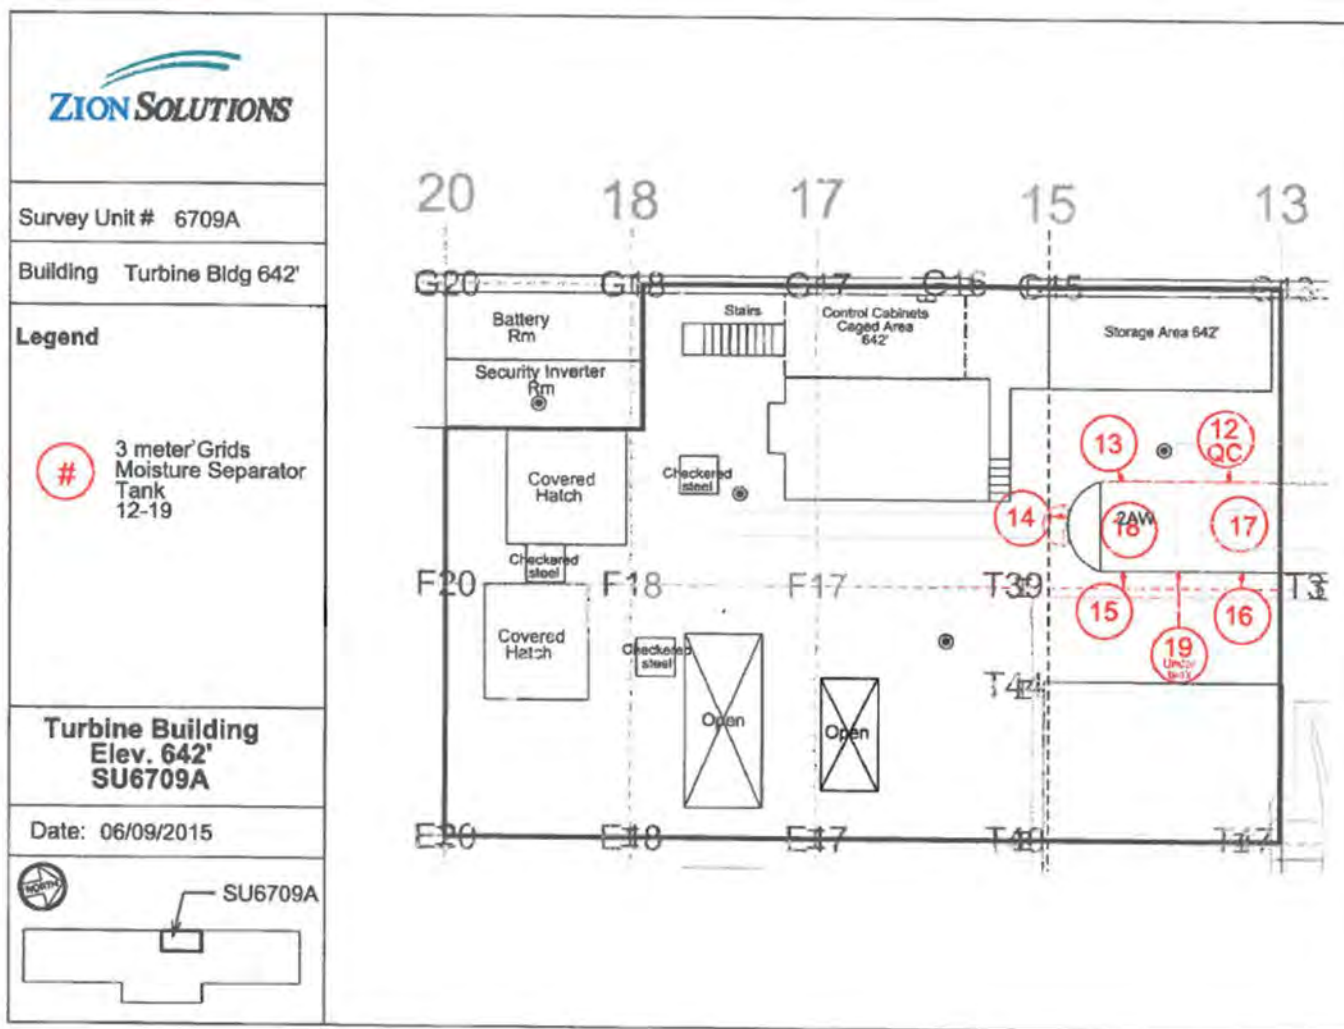 ZION SOLUTIONS
Survey Unit # 6709A
Building Turbine Bldg 642'
Legend
#
3 meter Grids
Moisture Separator
Tank
12-19
Turbine Building
Elev. 642'
SU6709A
Date: 06/09/2015
NORTH
SU6709A
20 18 17 15 13
G20 G18 G17 G16 G15
Battery
Rm
Stairs
Control Cabinets
Caged Area
642'
Storage Area 642'
Security Inverter
Rm
13
12
QC
Covered
Hatch
Checkered
steel
14
2AW
18
17
Checkered
steel
F20 F18 F17 T39
15
16
Covered
Hatch
Checkered
steel
19
Under
tank
T44
Open
Open
E20 E18 E17